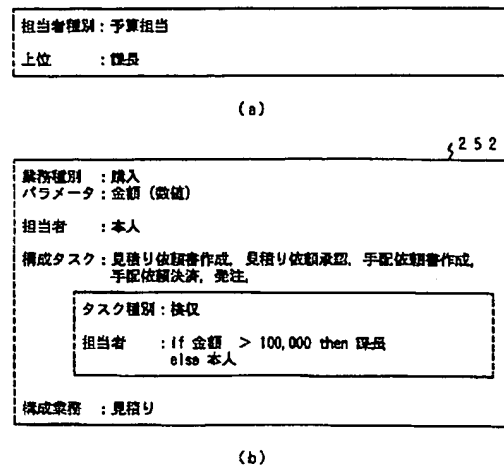 担当者種別：予算担当
上位　　　：課長
(a)
252
業務種別　：購入
パラメータ：金額（数値）
担当者　　：本人
構成タスク：見積り依頼書作成，見積り依頼承認，手配依頼書作成，
手配依頼決済，発注，
タスク種別：検収
担当者　　：if 金額　> 100,000 then 課長
else 本人
構成業務　：見積り
(b)